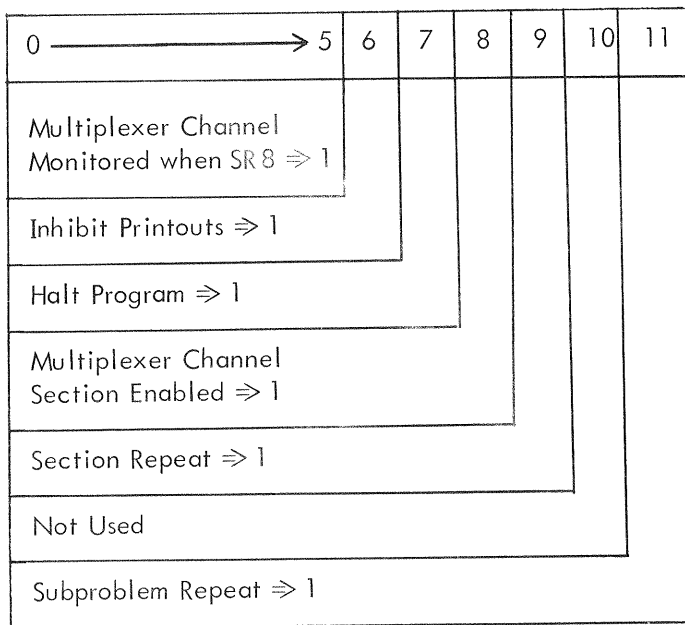 0 → 5 6 7 8 9 10 11
Multiplexer Channel
Monitored when SR 8 ⇒ 1
Inhibit Printouts ⇒ 1
Halt Program ⇒ 1
Multiplexer Channel
Section Enabled ⇒ 1
Section Repeat ⇒ 1
Not Used
Subproblem Repeat ⇒ 1